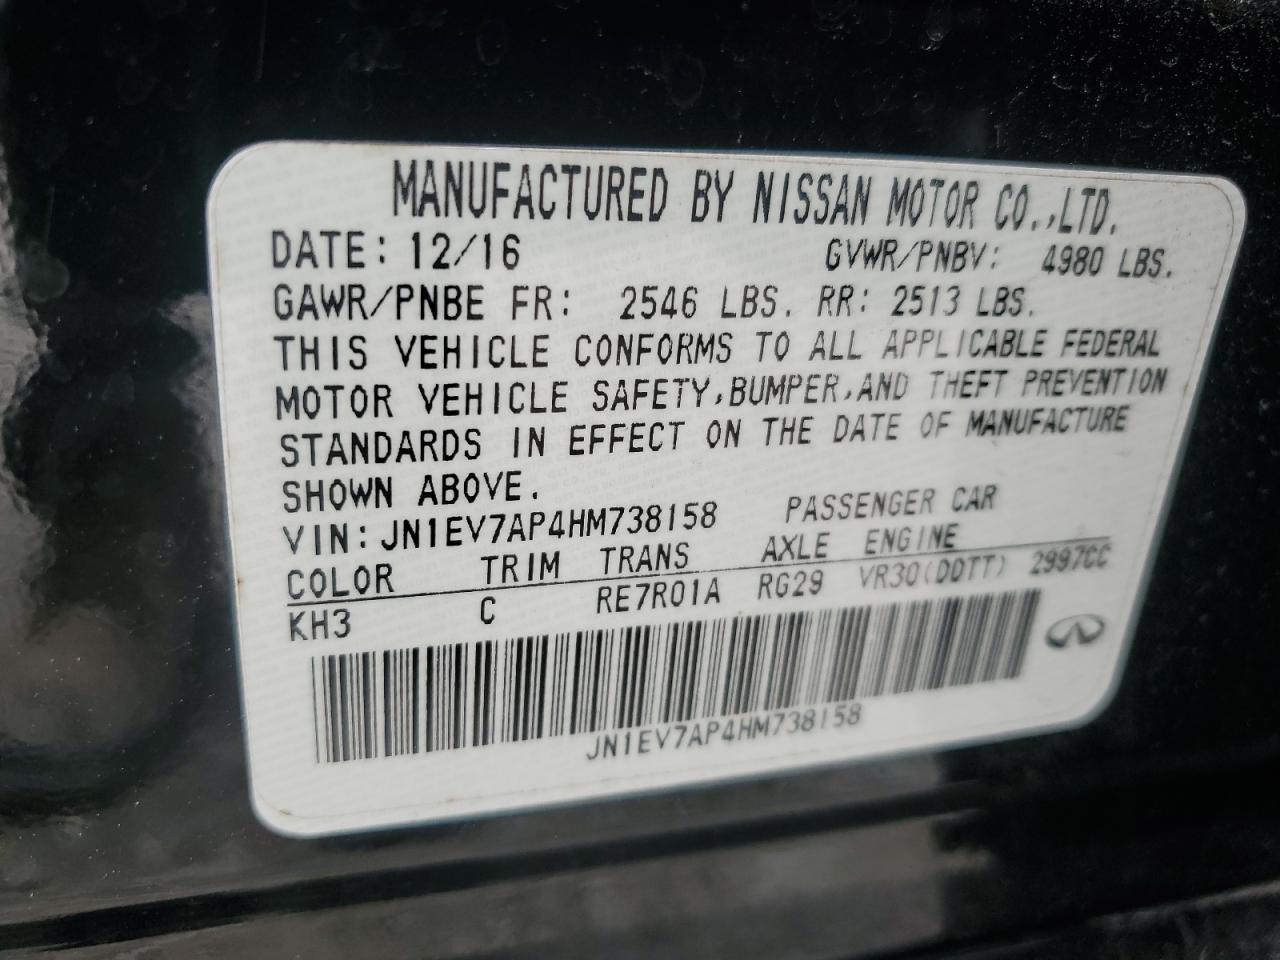 MANUFACTURED BY NISSAN MOTOR CO.,LTD.
DATE: 12/16 GVWR/PNBV: 4980 LBS.
GAWR/PNBE FR: 2546 LBS. RR: 2513 LBS.
THIS VEHICLE CONFORMS TO ALL APPLICABLE FEDERAL
MOTOR VEHICLE SAFETY,BUMPER,AND THEFT PREVENTION
STANDARDS IN EFFECT ON THE DATE OF MANUFACTURE
SHOWN ABOVE.
VIN:JN1EV7AP4HM738158 PASSENGER CAR
COLOR TRIM TRANS AXLE ENGINE
KH3 C RE7R01A RG29 VR30(DDTT) 2997CC
JN1EV7AP4HM738158